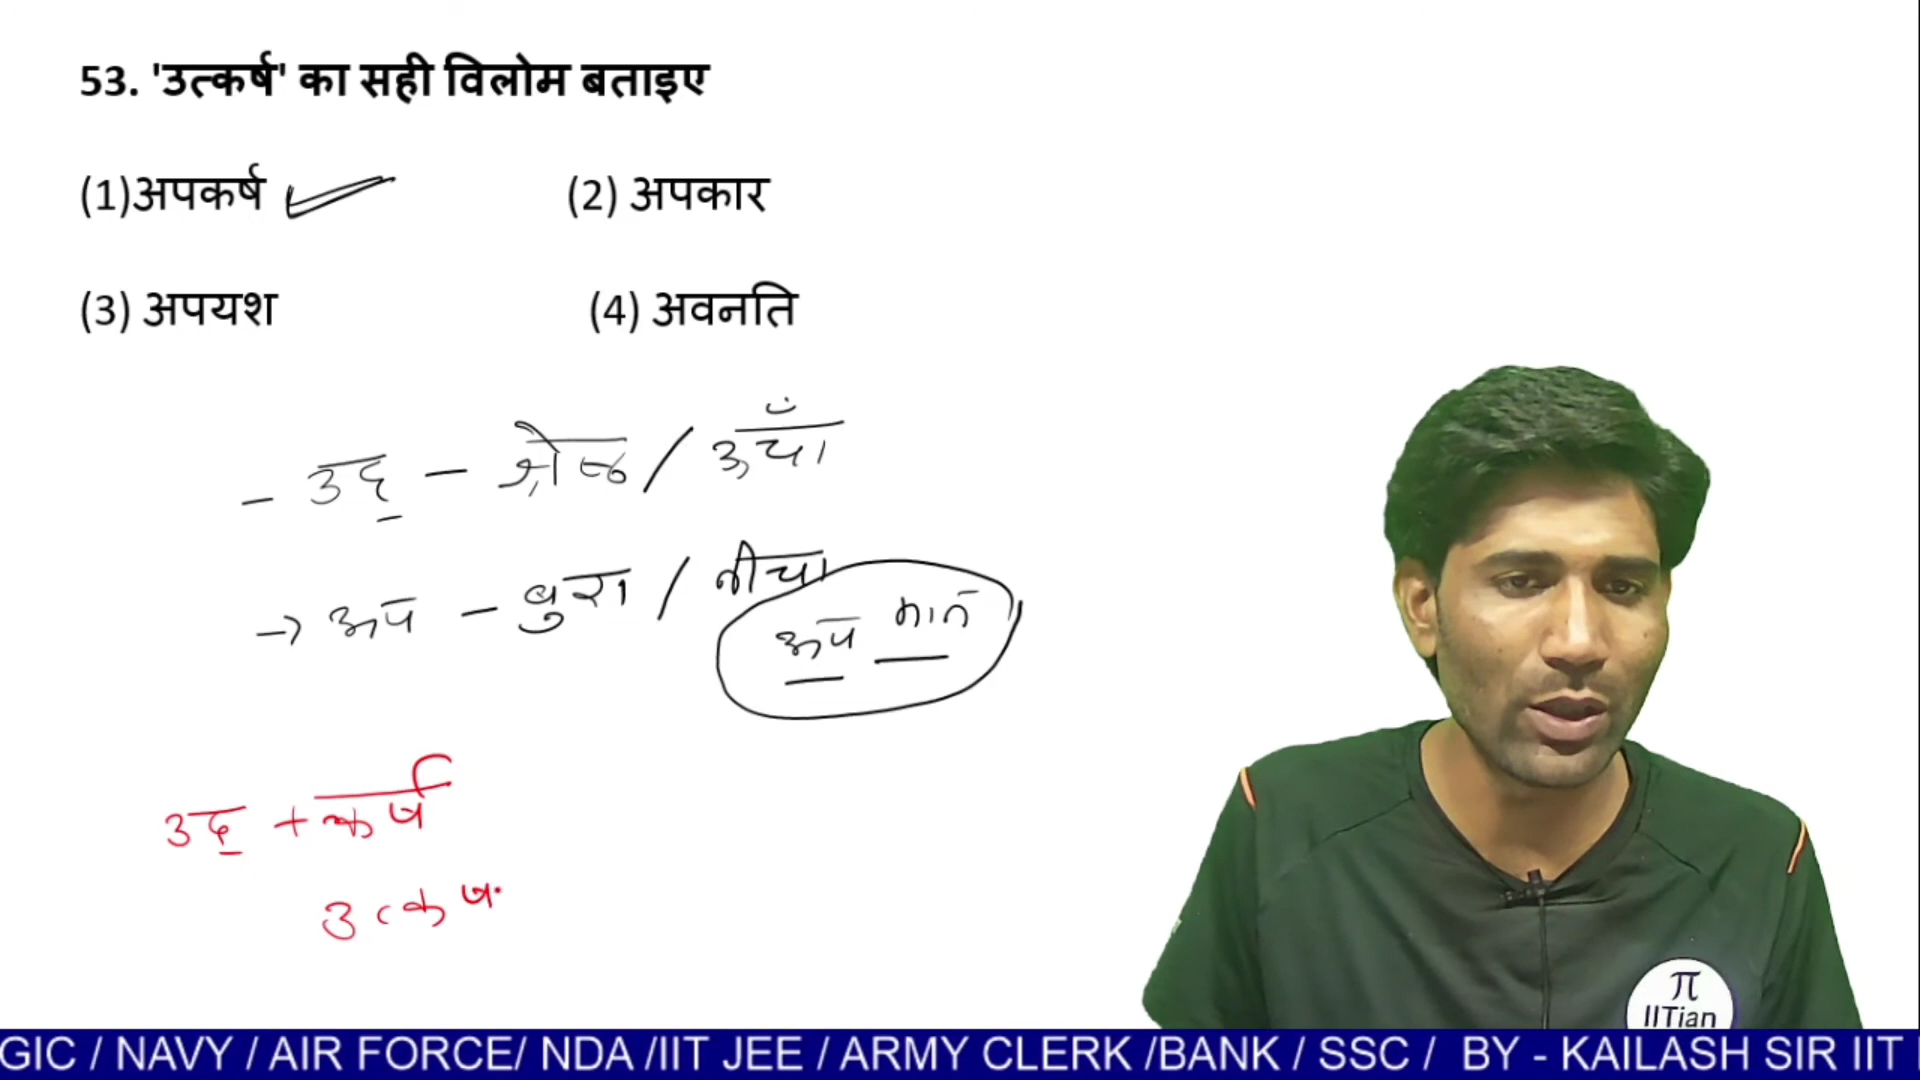 53. 'उत्कर्ष' का सही विलोम बताइए
(1)अपकर्ष (2) अपकार
(3) अपयश (4) अवनति
- उद् - श्रेष्ठ / ऊँचा
→ अप - बुरा / नीचा
अप मान
उद् + कर्ष
उत्कर्ष
π
IITian
GIC / NAVY / AIR FORCE/ NDA /IIT JEE / ARMY CLERK /BANK / SSC / BY - KAILASH SIR IIT